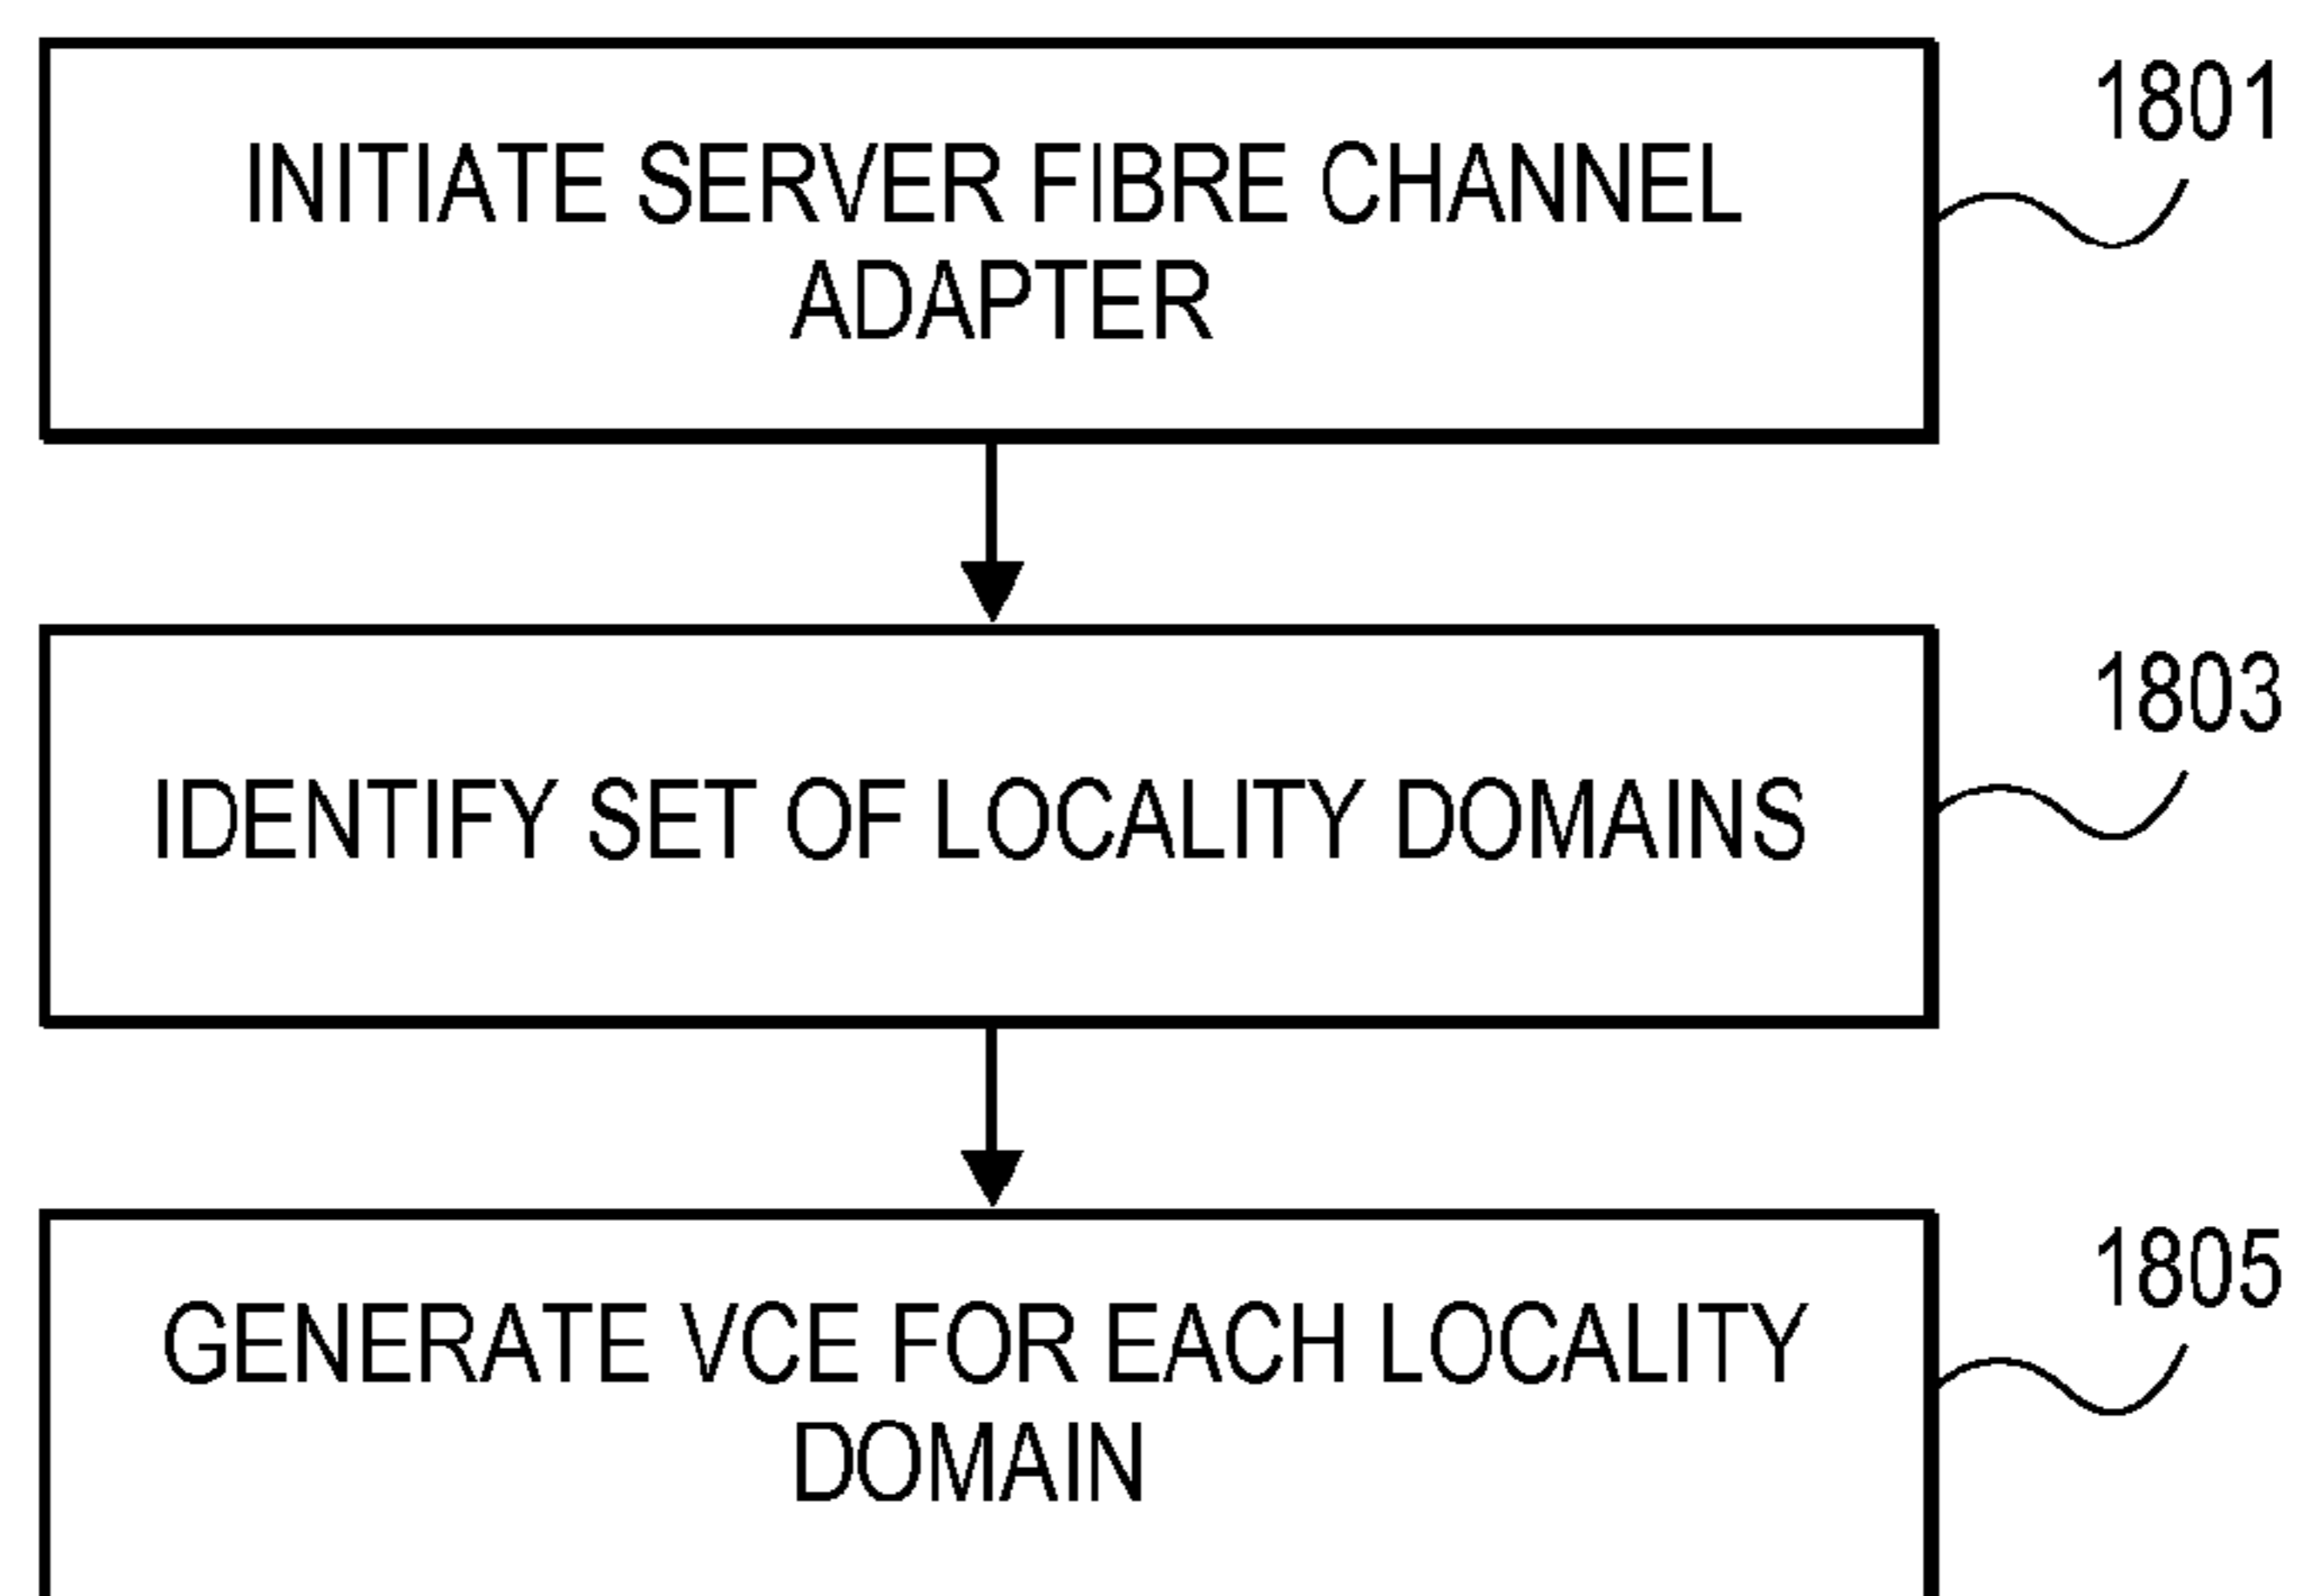 1801
INITIATE SERVER FIBRE CHANNEL
ADAPTER
1803
IDENTIFY SET OF LOCALITY DOMAINS
1805
GENERATE VCE FOR EACH LOCALITY
DOMAIN